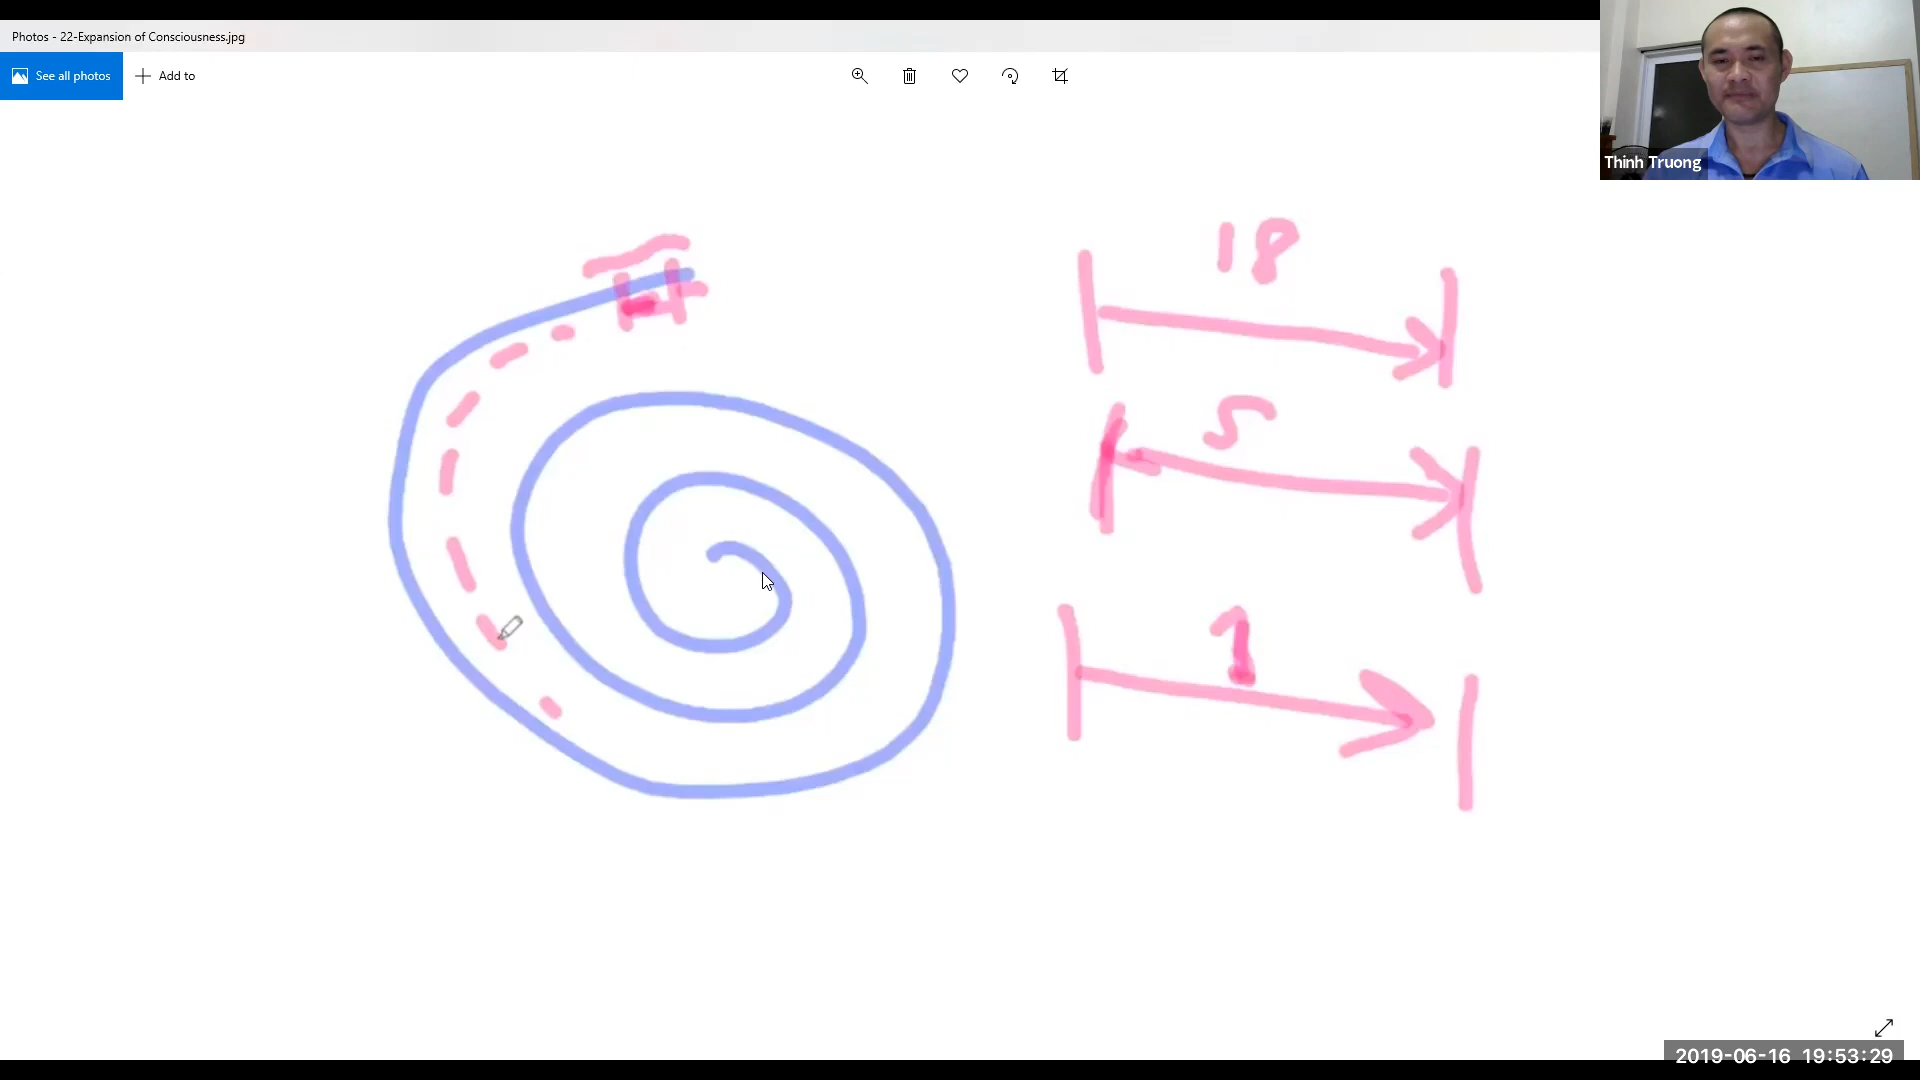 Photos - 22-Expansion of Consciousness.jpg
See all photos
Add to
Thinh Truong
18
5
1
2019-06-16 19:53:29